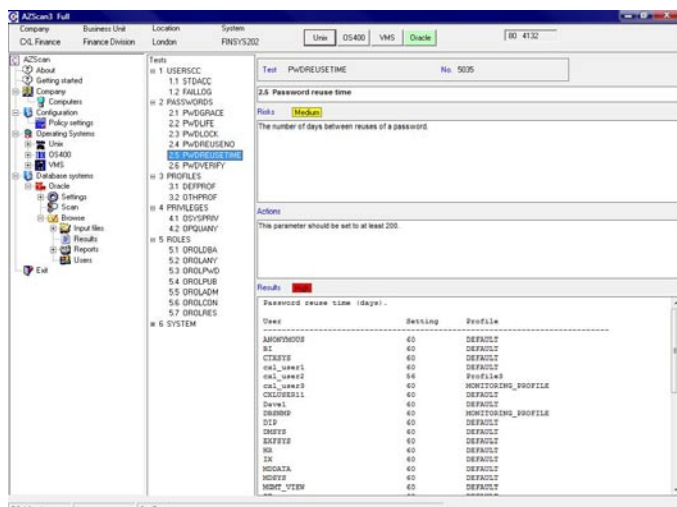 AZScan3 Full
Company Business Unit Location System
CXL Finance Finance Division London FINSYS202
Unix OS400 VMS Oracle
80 4132
AZScan
About
Getting started
Company
Computers
Configuration
Policy settings
Operating Systems
Unix
OS400
VMS
Database systems
Oracle
Settings
Scan
Browse
Input files
Results
Reports
Users
Exit
Tests
1 USERSCC
1.1 STDACC
1.2 FAILLOG
2 PASSWORDS
2.1 PWDGRACE
2.2 PWDLIFE
2.3 PWDLOCK
2.4 PWDREUSENO
2.5 PWDREUSETIME
2.6 PWDVERIFY
3 PROFILES
3.1 DEFPROF
3.2 OTHPROF
4 PRIVILEGES
4.1 OSYSPRIV
4.2 OPQUANY
5 ROLES
5.1 OROLDBA
5.2 OROLANY
5.3 OROLPWD
5.4 OROLPUB
5.5 OROLADM
5.6 OROLCON
5.7 OROLRES
6 SYSTEM
Test PWDREUSETIME No. 5035
2.5 Password reuse time
Risks Medium
The number of days between reuses of a password.
Actions
This parameter should be set to at least 200.
Results High
Password reuse time (days).
User Setting Profile
ANONYMOUS 60 DEFAULT
BI 60 DEFAULT
CTXSYS 60 DEFAULT
cxl_user1 60 DEFAULT
cxl_user2 56 Profile8
cxl_user3 60 MONITORING_PROFILE
CXLUSER11 60 DEFAULT
Dave1 60 DEFAULT
DBSNMP 60 MONITORING_PROFILE
DIP 60 DEFAULT
DMSYS 60 DEFAULT
EXFSYS 60 DEFAULT
HR 60 DEFAULT
IX 60 DEFAULT
MDDATA 60 DEFAULT
MDSYS 60 DEFAULT
MGMT_VIEW 60 DEFAULT